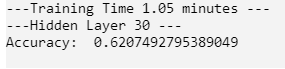 ---Training Time 1.05 minutes ---
---Hidden Layer 30 ---
Accuracy:  0.6207492795389049